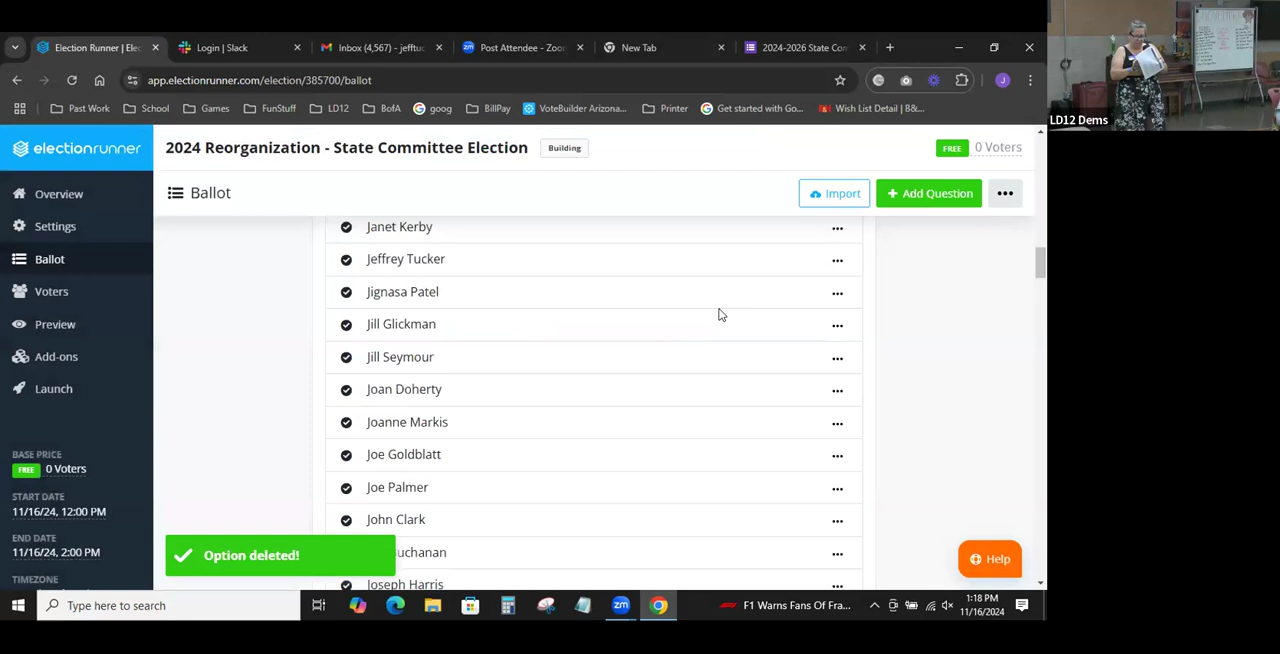 Election Runner | Elec
Login | Slack
Inbox (4,567) - jefftuc
Post Attendee - Zoo
New Tab
2024-2026 State Com
app.electionrunner.com/election/385700/ballot
J
Past Work
School
Games
FunStuff
LD12
BofA
goog
BillPay
VoteBuilder Arizona...
Printer
Get started with Go...
Wish List Detail | B&...
LD12 Dems
electionrunner
2024 Reorganization - State Committee Election
Building
FREE
0 Voters
Ballot
Import
+ Add Question
•••
Overview
Settings
Ballot
Voters
Preview
Add-ons
Launch
BASE PRICE
FREE 0 Voters
START DATE
11/16/24, 12:00 PM
END DATE
11/16/24, 2:00 PM
TIMEZONE
Janet Kerby
Jeffrey Tucker
Jignasa Patel
Jill Glickman
Jill Seymour
Joan Doherty
Joanne Markis
Joe Goldblatt
Joe Palmer
John Clark
uchanan
Joseph Harris
Option deleted!
Help
Type here to search
zm
F1 Warns Fans Of Fra...
1:18 PM
11/16/2024